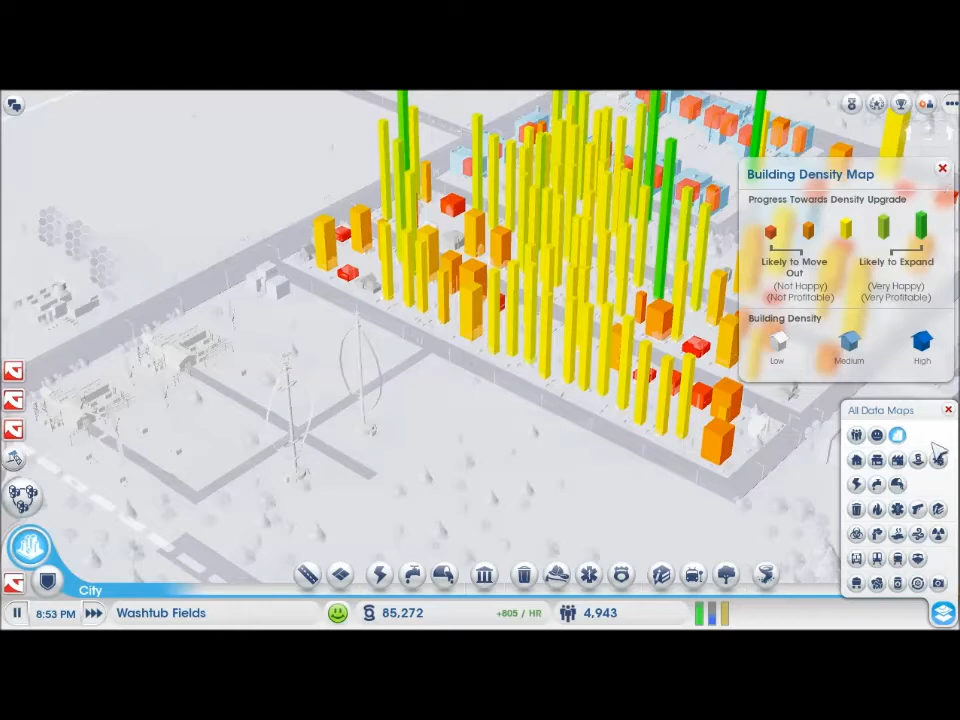 Building Density Map
Progress Towards Density Upgrade
Likely to Move Out
Likely to Expand
(Not Happy)
(Not Profitable)
(Very Happy)
(Very Profitable)
Building Density
Low
Medium
High
All Data Maps
City
8:53 PM
Washtub Fields
85,272
+805 / HR
4,943